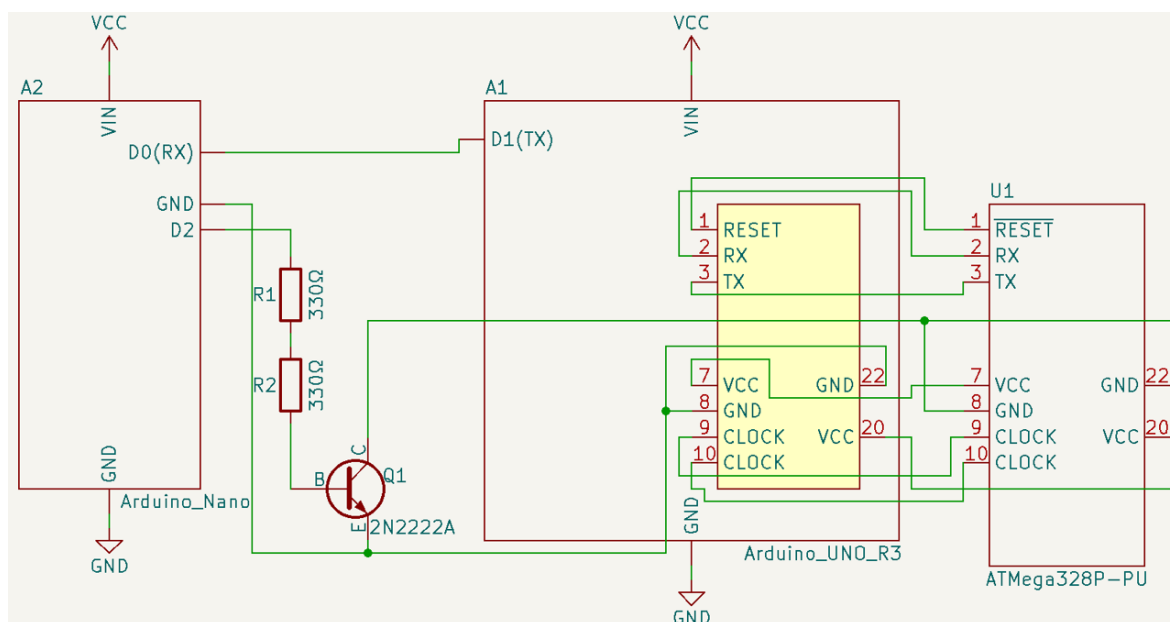 VCC
VCC
A2
A1
VIN
VIN
D0(RX)
D1(TX)
GND
D2
U1
1 RESET
2 RX
3 TX
1 RESET
2 RX
3 TX
R1 330Ω
R2 330Ω
7 VCC
GND 22
8 GND
9 CLOCK
VCC 20
10 CLOCK
7 VCC
GND 22
8 GND
9 CLOCK
VCC 20
10 CLOCK
C
B
Q1
E
2N2222A
GND
Arduino_Nano
GND
GND
Arduino_UNO_R3
ATMega328P-PU
GND